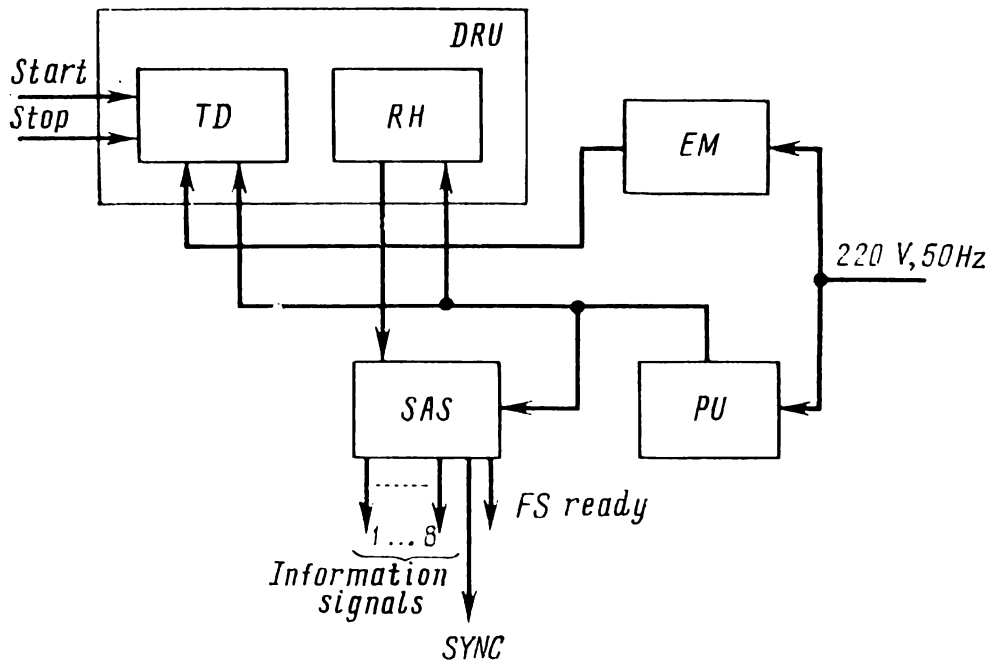 DRU
Start
Stop
TD
RH
EM
220 V, 50Hz
SAS
PU
FS ready
1 ... 8
Information
signals
SYNC